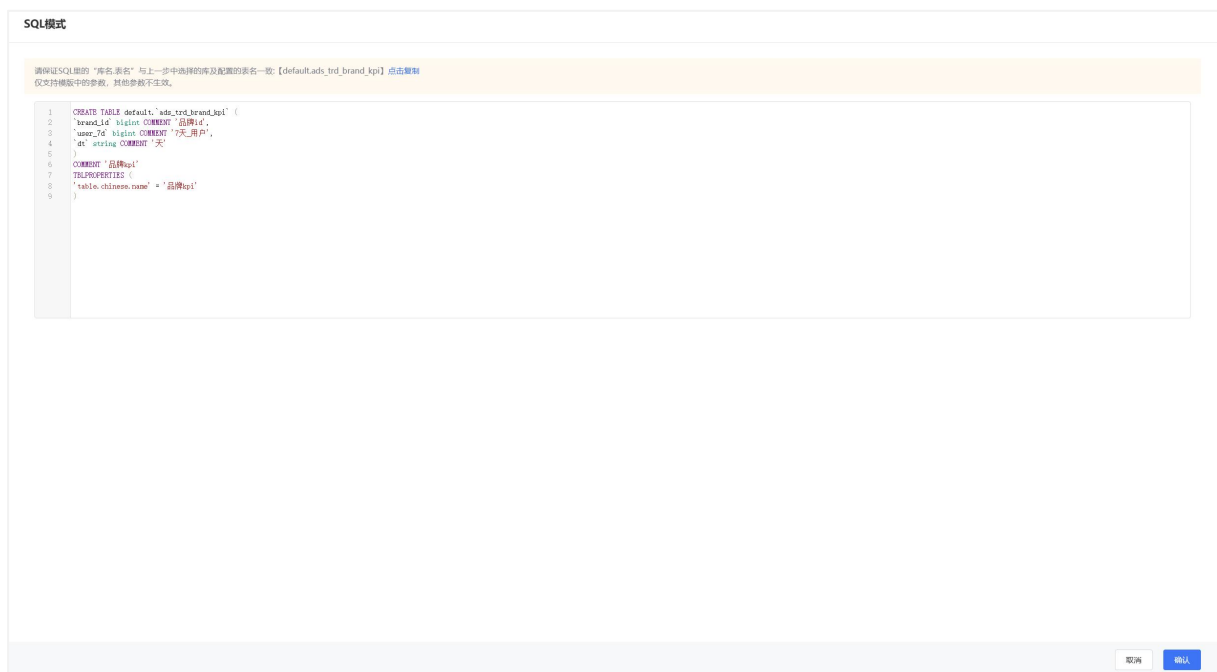 SQL模式
请保证SQL里的“库名.表名”与上一步中选择的库及配置的表名一致:【default.ads_trd_brand_kpi】点击复制
仅支持模版中的参数，其他参数不生效。
1 CREATE TABLE default.`ads_trd_brand_kpi` (
2 `brand_id` bigint COMMENT '品牌id',
3 `user_7d` bigint COMMENT '7天_用户',
4 `dt` string COMMENT '天'
5 )
6 COMMENT '品牌kpi'
7 TBLPROPERTIES (
8 'table.chinese.name' = '品牌kpi'
9 )
取消 确认